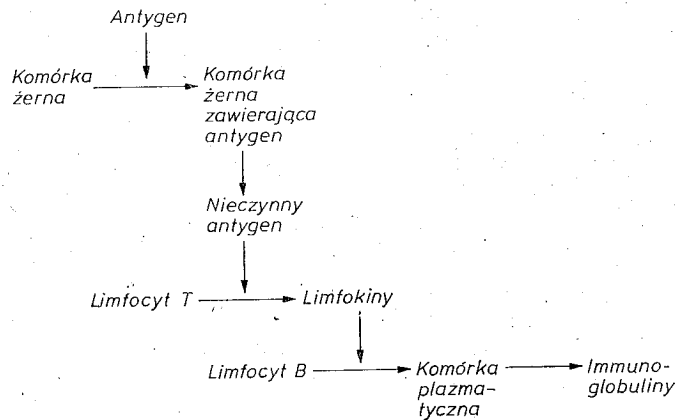 Antygen
Komórka
żerna
Komórka
żerna
zawierająca
antygen
Nieczynny
antygen
Limfocyt T
Limfokiny
Limfocyt B
Komórka
plazma-
tyczna
Immuno-
globuliny